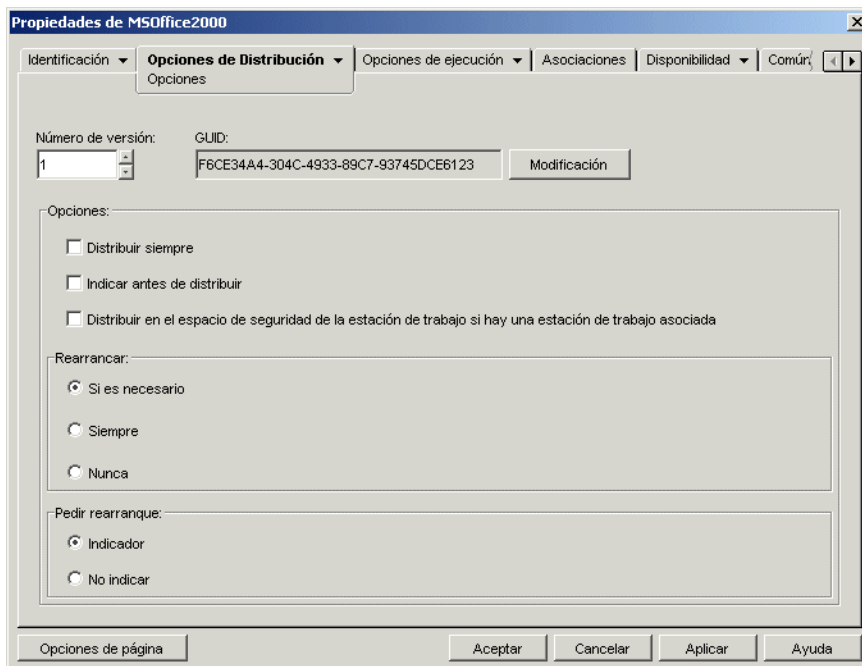 Propiedades de MSOffice2000
Identificación
Opciones de Distribución
Opciones de ejecución
Asociaciones
Disponibilidad
Común
Opciones
Número de versión:
GUID:
1
F6CE34A4-304C-4933-89C7-93745DCE6123
Modificación
Opciones:
Distribuir siempre
Indicar antes de distribuir
Distribuir en el espacio de seguridad de la estación de trabajo si hay una estación de trabajo asociada
Rearrancar:
Si es necesario
Siempre
Nunca
Pedir rearranque:
Indicador
No indicar
Opciones de página
Aceptar
Cancelar
Aplicar
Ayuda